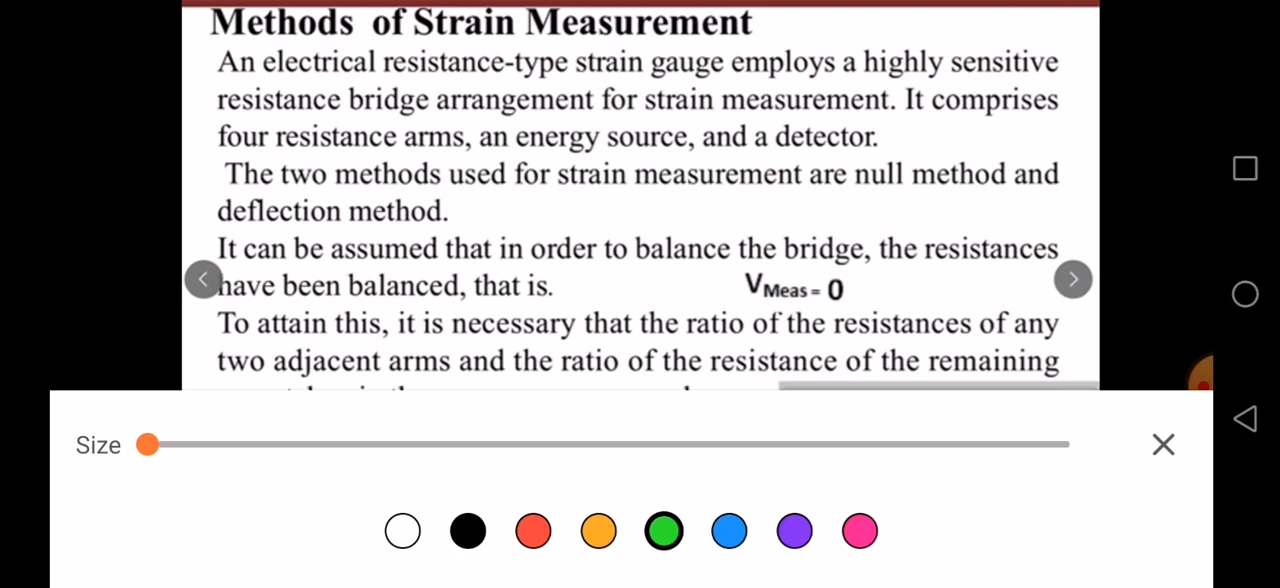 Methods of Strain Measurement
An electrical resistance-type strain gauge employs a highly sensitive
resistance bridge arrangement for strain measurement. It comprises
four resistance arms, an energy source, and a detector.
The two methods used for strain measurement are null method and
deflection method.
It can be assumed that in order to balance the bridge, the resistances
have been balanced, that is. VMeas = 0
To attain this, it is necessary that the ratio of the resistances of any
two adjacent arms and the ratio of the resistance of the remaining
Size